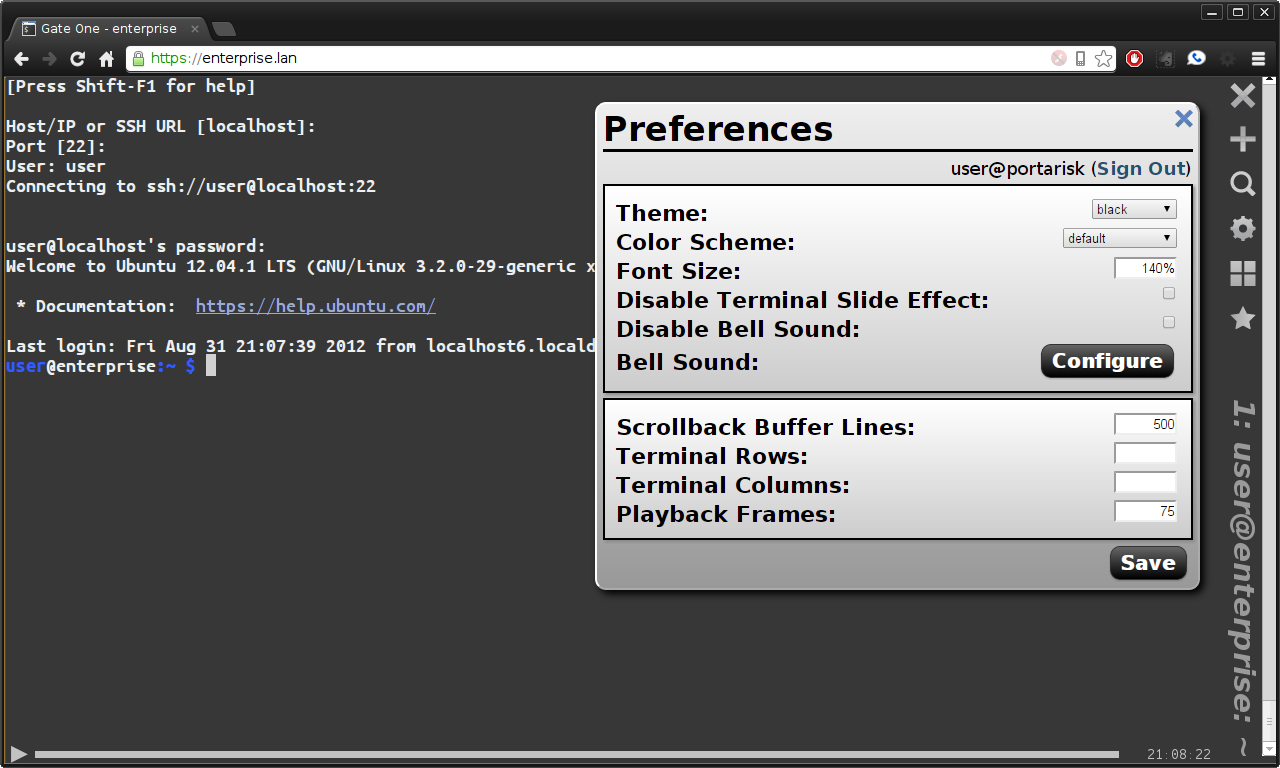 Gate One - enterprise
https://enterprise.lan
[Press Shift-F1 for help]
Host/IP or SSH URL [localhost]:
Port [22]:
User: user
Connecting to ssh://user@localhost:22
user@localhost's password:
Welcome to Ubuntu 12.04.1 LTS (GNU/Linux 3.2.0-29-generic x
* Documentation: https://help.ubuntu.com/
Last login: Fri Aug 31 21:07:39 2012 from localhost6.locald
user@enterprise:~ $
Preferences
user@portarisk (Sign Out)
Theme: black
Color Scheme: default
Font Size: 140%
Disable Terminal Slide Effect:
Disable Bell Sound:
Bell Sound: Configure
Scrollback Buffer Lines: 500
Terminal Rows:
Terminal Columns:
Playback Frames: 75
Save
1: user@enterprise: ~
21:08:22